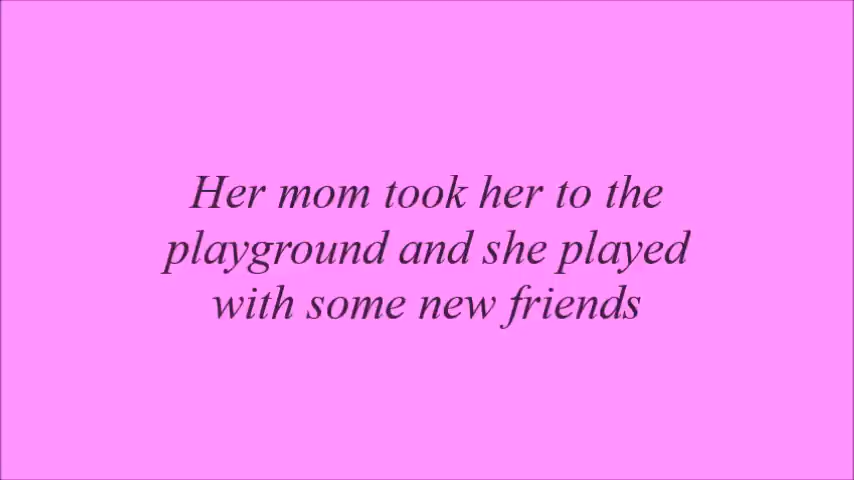 Her mom took her to the
playground and she played
with some new friends